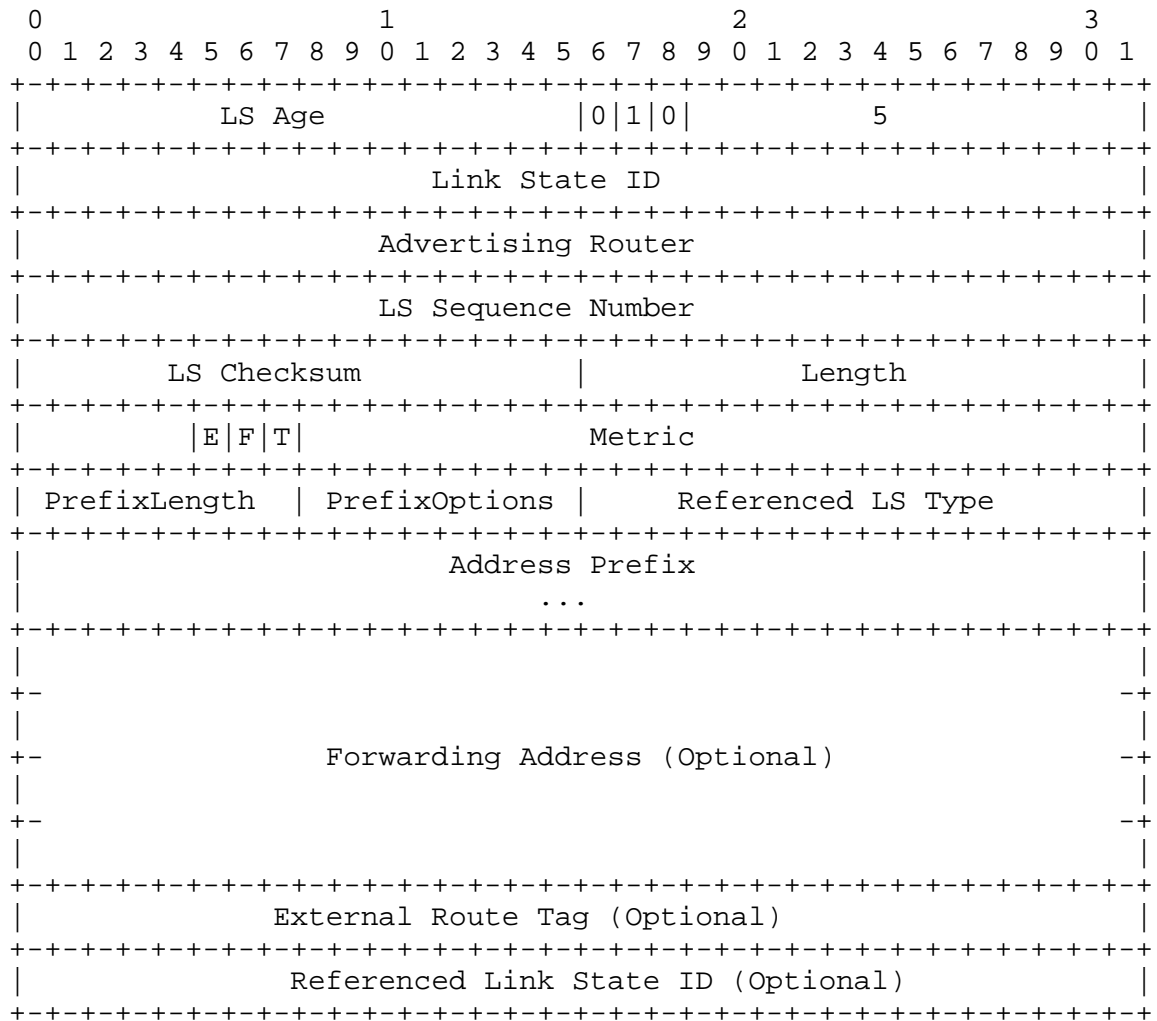 0                   1                   2                   3
 0 1 2 3 4 5 6 7 8 9 0 1 2 3 4 5 6 7 8 9 0 1 2 3 4 5 6 7 8 9 0 1
+-+-+-+-+-+-+-+-+-+-+-+-+-+-+-+-+-+-+-+-+-+-+-+-+-+-+-+-+-+-+-+-+
|           LS Age              |0|1|0|          5              |
+-+-+-+-+-+-+-+-+-+-+-+-+-+-+-+-+-+-+-+-+-+-+-+-+-+-+-+-+-+-+-+-+
|                       Link State ID                           |
+-+-+-+-+-+-+-+-+-+-+-+-+-+-+-+-+-+-+-+-+-+-+-+-+-+-+-+-+-+-+-+-+
|                    Advertising Router                         |
+-+-+-+-+-+-+-+-+-+-+-+-+-+-+-+-+-+-+-+-+-+-+-+-+-+-+-+-+-+-+-+-+
|                    LS Sequence Number                         |
+-+-+-+-+-+-+-+-+-+-+-+-+-+-+-+-+-+-+-+-+-+-+-+-+-+-+-+-+-+-+-+-+
|        LS Checksum            |            Length             |
+-+-+-+-+-+-+-+-+-+-+-+-+-+-+-+-+-+-+-+-+-+-+-+-+-+-+-+-+-+-+-+-+
|         |E|F|T|                Metric                         |
+-+-+-+-+-+-+-+-+-+-+-+-+-+-+-+-+-+-+-+-+-+-+-+-+-+-+-+-+-+-+-+-+
| PrefixLength  | PrefixOptions |     Referenced LS Type        |
+-+-+-+-+-+-+-+-+-+-+-+-+-+-+-+-+-+-+-+-+-+-+-+-+-+-+-+-+-+-+-+-+
|                        Address Prefix                         |
|                             ...                               |
+-+-+-+-+-+-+-+-+-+-+-+-+-+-+-+-+-+-+-+-+-+-+-+-+-+-+-+-+-+-+-+-+
|                                                               |
+-                                                             -+
|                                                               |
+-                Forwarding Address (Optional)                -+
|                                                               |
+-                                                             -+
|                                                               |
+-+-+-+-+-+-+-+-+-+-+-+-+-+-+-+-+-+-+-+-+-+-+-+-+-+-+-+-+-+-+-+-+
|              External Route Tag (Optional)                    |
+-+-+-+-+-+-+-+-+-+-+-+-+-+-+-+-+-+-+-+-+-+-+-+-+-+-+-+-+-+-+-+-+
|               Referenced Link State ID (Optional)             |
+-+-+-+-+-+-+-+-+-+-+-+-+-+-+-+-+-+-+-+-+-+-+-+-+-+-+-+-+-+-+-+-+